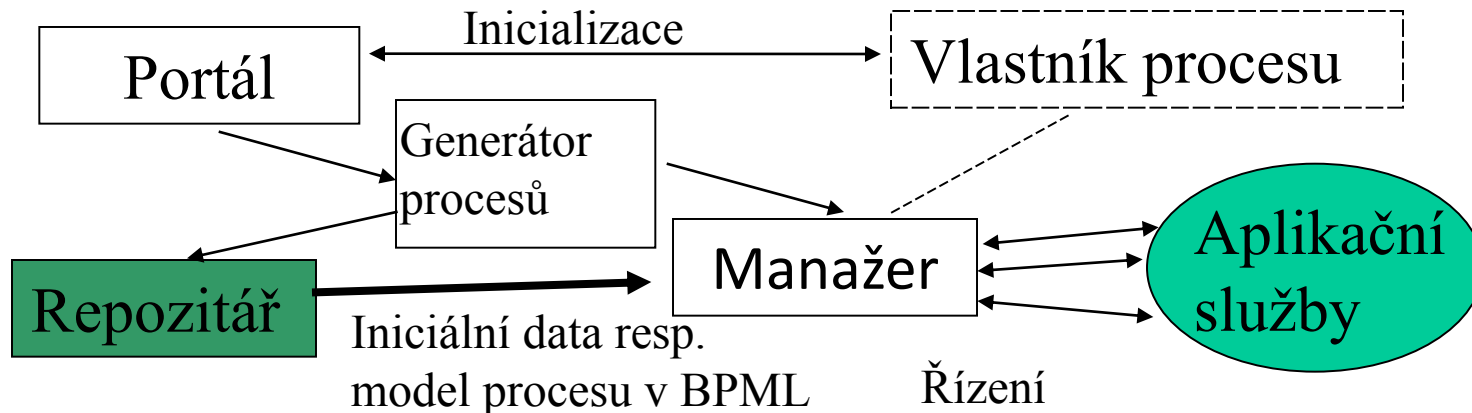 Inicializace
Portál
Vlastník procesu
Generátor
procesů
Manažer
Aplikační
služby
Repozitář
Iniciální data resp.
model procesu v BPML
Řízení